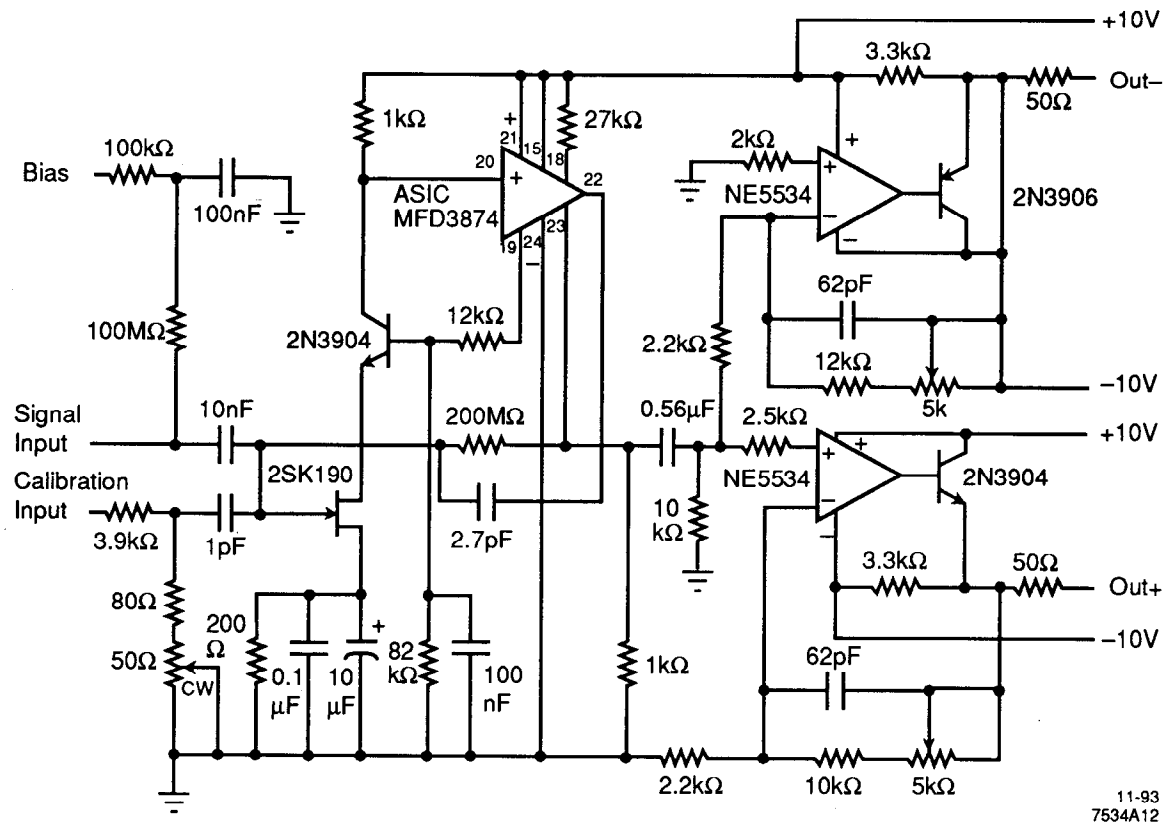 +10V
3.3kΩ
Out−
50Ω
1kΩ
+
21
15
18
27kΩ
100kΩ
Bias
100nF
20
+
ASIC
MFD3874
22
19
24
23
−
2kΩ
+
+
NE5534
−
−
2N3906
100MΩ
2N3904
12kΩ
2.2kΩ
62pF
12kΩ
5k
−10V
Signal
Input
10nF
200MΩ
0.56μF
2.5kΩ
+10V
Calibration
Input
3.9kΩ
1pF
2SK190
2.7pF
10
kΩ
NE5534
+
+
−
−
2N3904
80Ω
50Ω
CW
200
Ω
0.1
μF
+
10
μF
82
kΩ
100
nF
1kΩ
3.3kΩ
50Ω
Out+
−10V
62pF
2.2kΩ
10kΩ
5kΩ
11-93
7534A12